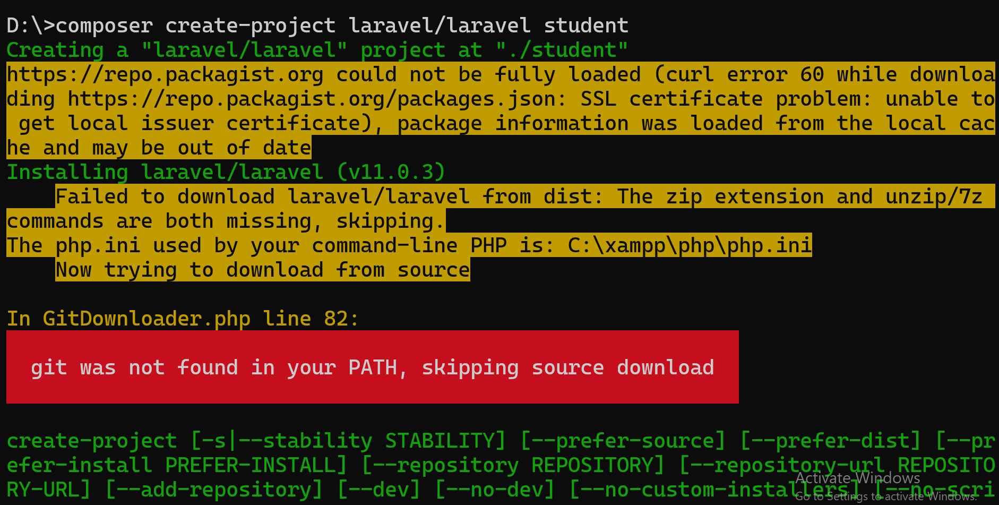 D:\>composer create-project laravel/laravel student
Creating a "laravel/laravel" project at "./student"
https://repo.packagist.org could not be fully loaded (curl error 60 while downloa
ding https://repo.packagist.org/packages.json: SSL certificate problem: unable to
 get local issuer certificate), package information was loaded from the local cac
he and may be out of date
Installing laravel/laravel (v11.0.3)
    Failed to download laravel/laravel from dist: The zip extension and unzip/7z
commands are both missing, skipping.
The php.ini used by your command-line PHP is: C:\xampp\php\php.ini
    Now trying to download from source
In GitDownloader.php line 82:
  git was not found in your PATH, skipping source download
create-project [-s|--stability STABILITY] [--prefer-source] [--prefer-dist] [--pr
efer-install PREFER-INSTALL] [--repository REPOSITORY] [--repository-url REPOSITO
RY-URL] [--add-repository] [--dev] [--no-dev] [--no-custom-installers] [--no-scri
Activate Windows
Go to Settings to activate Windows.